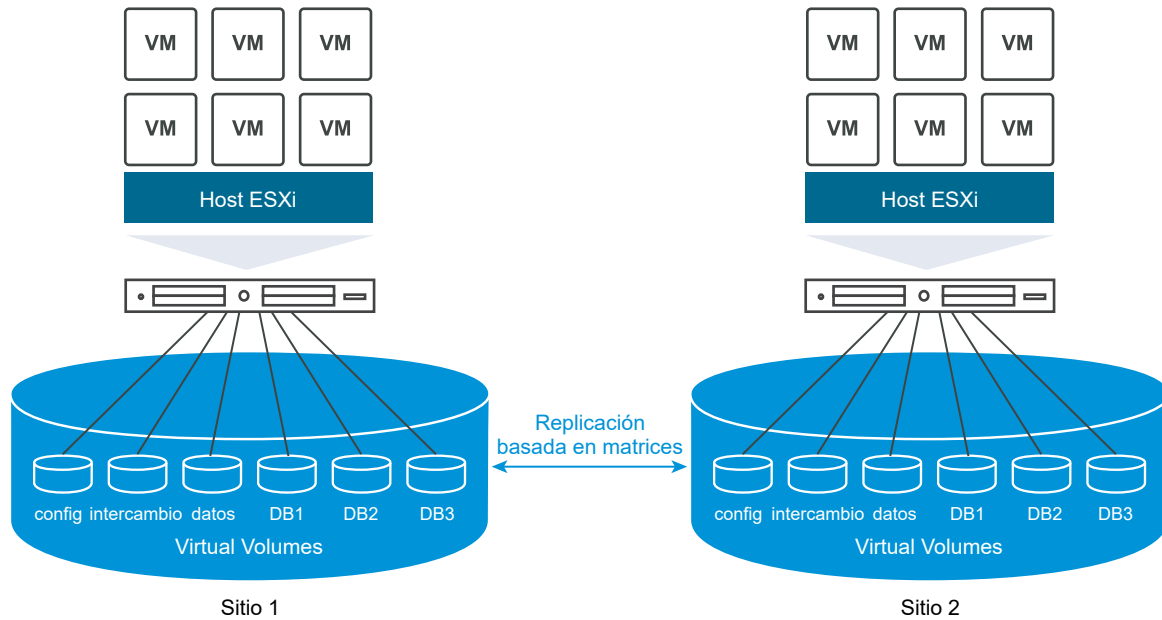 VM VM VM
VM VM VM
Host ESXi
config intercambio datos DB1 DB2 DB3
Virtual Volumes
Sitio 1
Replicación
basada en matrices
VM VM VM
VM VM VM
Host ESXi
config intercambio datos DB1 DB2 DB3
Virtual Volumes
Sitio 2